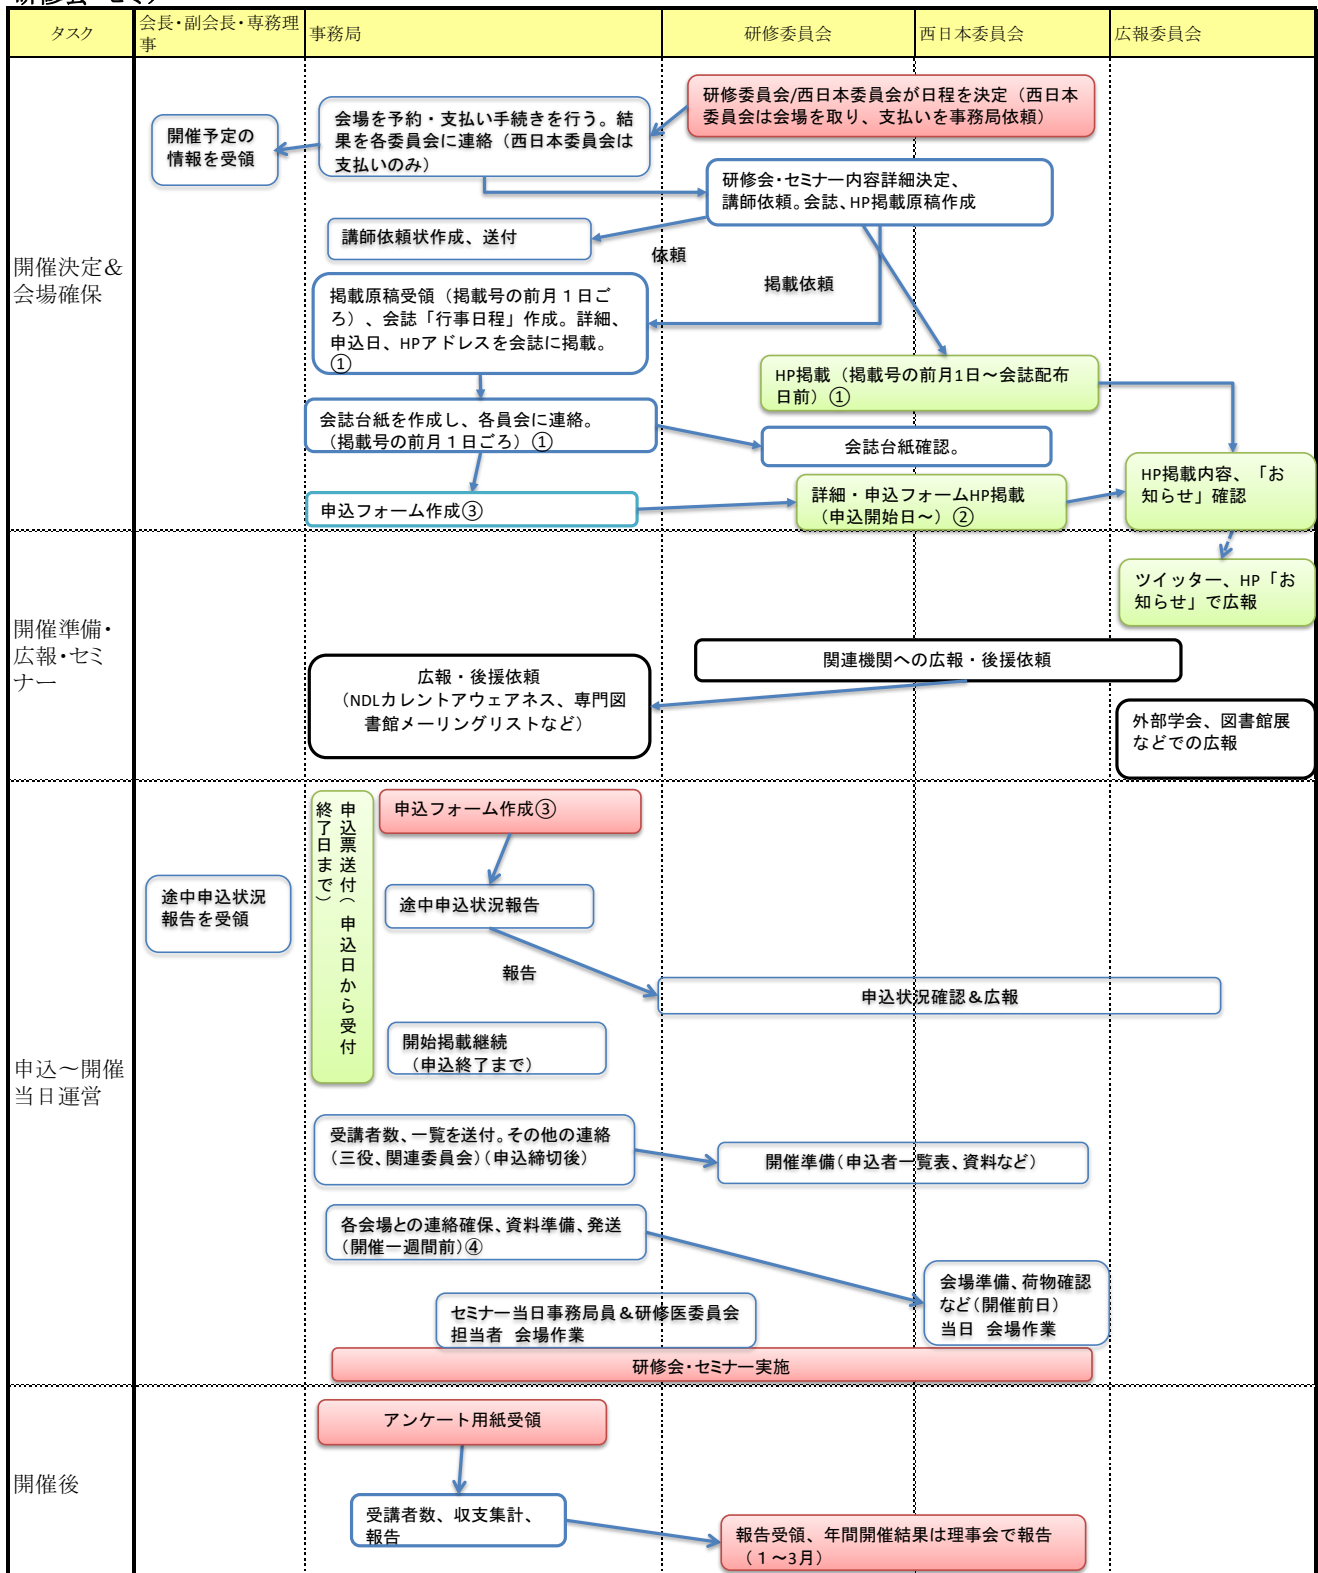 研修会・セミナー
タスク
会長・副会長・専務理
事
事務局
研修委員会
西日本委員会
広報委員会
開催決定&
会場確保
研修委員会/西日本委員会が日程を決定（西日本
委員会は会場を取り、支払いを事務局依頼）
会場を予約・支払い手続きを行う。結
果を各委員会に連絡（西日本委員会は
支払いのみ）
開催予定の
情報を受領
研修会・セミナー内容詳細決定、
講師依頼。会誌、HP掲載原稿作成
講師依頼状作成、送付
依頼
掲載依頼
掲載原稿受領（掲載号の前月１日ご
ろ）、会誌「行事日程」作成。詳細、
申込日、HPアドレスを会誌に掲載。
①
HP掲載（掲載号の前月1日～会誌配布
日前）①
会誌台紙を作成し、各員会に連絡。
（掲載号の前月１日ごろ）①
会誌台紙確認。
HP掲載内容、「お
知らせ」確認
申込フォーム作成③
詳細・申込フォームHP掲載
（申込開始日～）②
開催準備・
広報・セミ
ナー
ツイッター、HP「お
知らせ」で広報
関連機関への広報・後援依頼
広報・後援依頼
（NDLカレントアウェアネス、専門図
書館メーリングリストなど）
外部学会、図書館展
などでの広報
申込～開催
当日運営
申込票送付（申込日から受付
終了日まで）
申込フォーム作成③
途中申込状況
報告を受領
途中申込状況報告
報告
申込状況確認＆広報
開始掲載継続
（申込終了まで）
受講者数、一覧を送付。その他の連絡
（三役、関連委員会）（申込締切後）
開催準備（申込者一覧表、資料など）
各会場との連絡確保、資料準備、発送
（開催一週間前）④
会場準備、荷物確認
など（開催前日）
当日 会場作業
セミナー当日事務局員＆研修医委員会
担当者 会場作業
研修会・セミナー実施
開催後
アンケート用紙受領
受講者数、収支集計、
報告
報告受領、年間開催結果は理事会で報告
（１～3月）